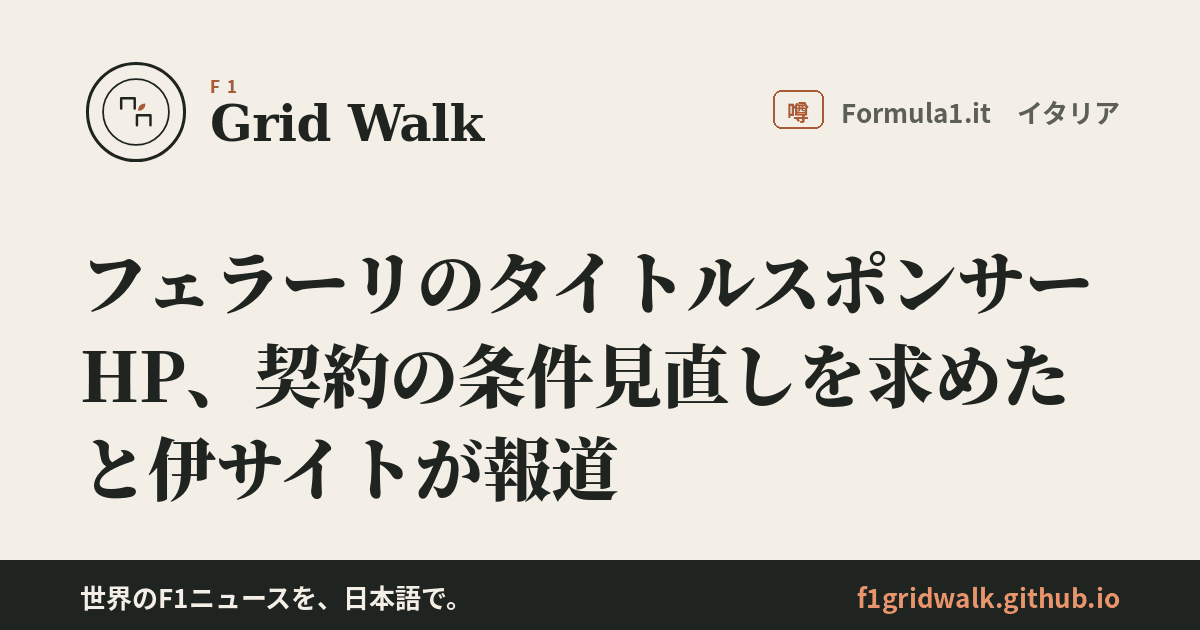 F1
Grid Walk
噂 Formula1.it イタリア
フェラーリのタイトルスポンサー
HP、契約の条件見直しを求めた
と伊サイトが報道
世界のF1ニュースを、日本語で。
f1gridwalk.github.io